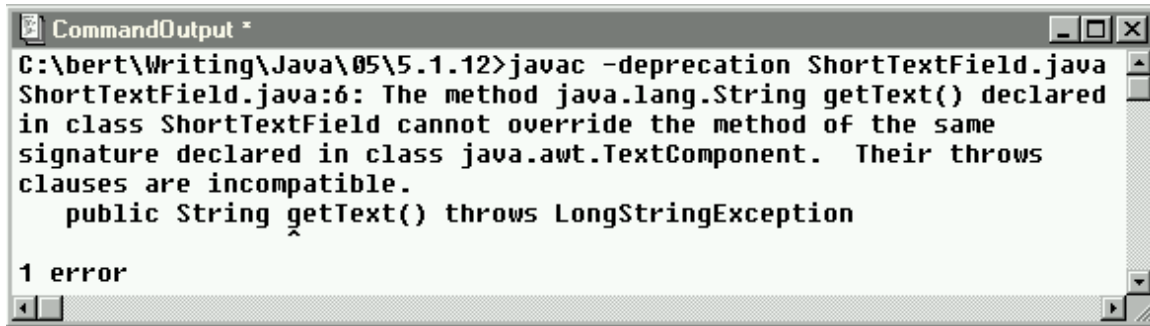 CommandOutput *
C:\bert\Writing\Java\05\5.1.12>javac -deprecation ShortTextField.java
ShortTextField.java:6: The method java.lang.String getText() declared
in class ShortTextField cannot override the method of the same
signature declared in class java.awt.TextComponent.  Their throws
clauses are incompatible.
   public String getText() throws LongStringException
                 ^
1 error